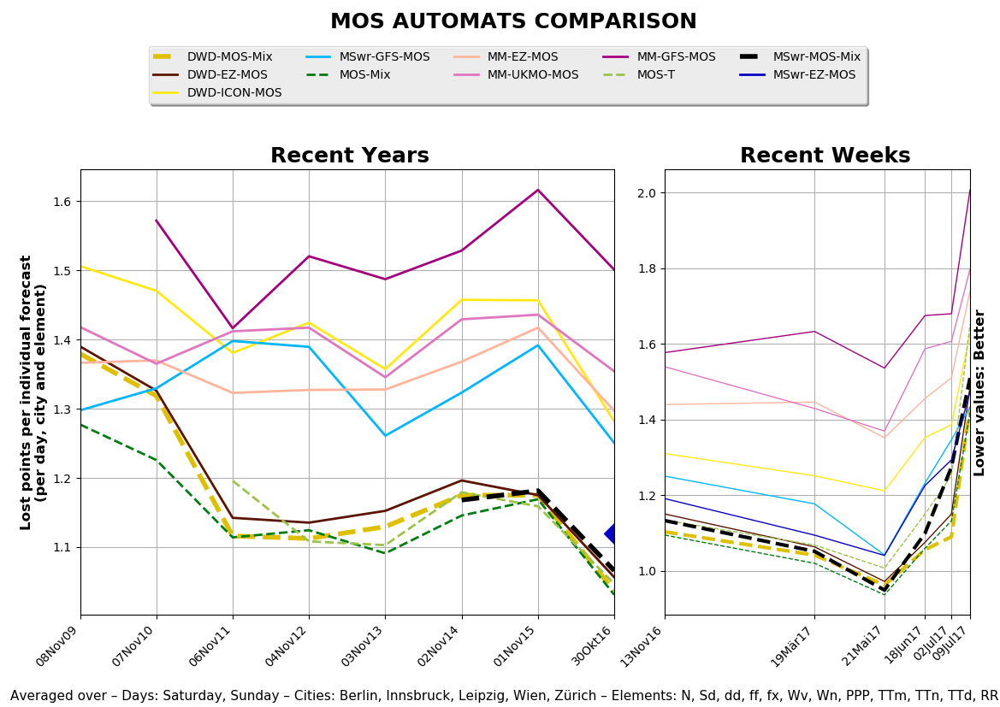 MOS AUTOMATS COMPARISON
DWD-MOS-Mix
DWD-EZ-MOS
DWD-ICON-MOS
MSwr-GFS-MOS
MOS-Mix
MM-EZ-MOS
MM-UKMO-MOS
MM-GFS-MOS
MOS-T
MSwr-MOS-Mix
MSwr-EZ-MOS
Recent Years
Lost points per individual forecast
(per day, city and element)
1.6
1.5
1.4
1.3
1.2
1.1
08Nov09
07Nov10
06Nov11
04Nov12
03Nov13
02Nov14
01Nov15
30Okt16
Recent Weeks
2.0
1.8
1.6
1.4
1.2
1.0
13Nov16
19Mär17
21Mai17
18Jun17
02Jul17
09Jul17
Lower values: Better
Averaged over – Days: Saturday, Sunday – Cities: Berlin, Innsbruck, Leipzig, Wien, Zürich – Elements: N, Sd, dd, ff, fx, Wv, Wn, PPP, TTm, TTn, TTd, RR